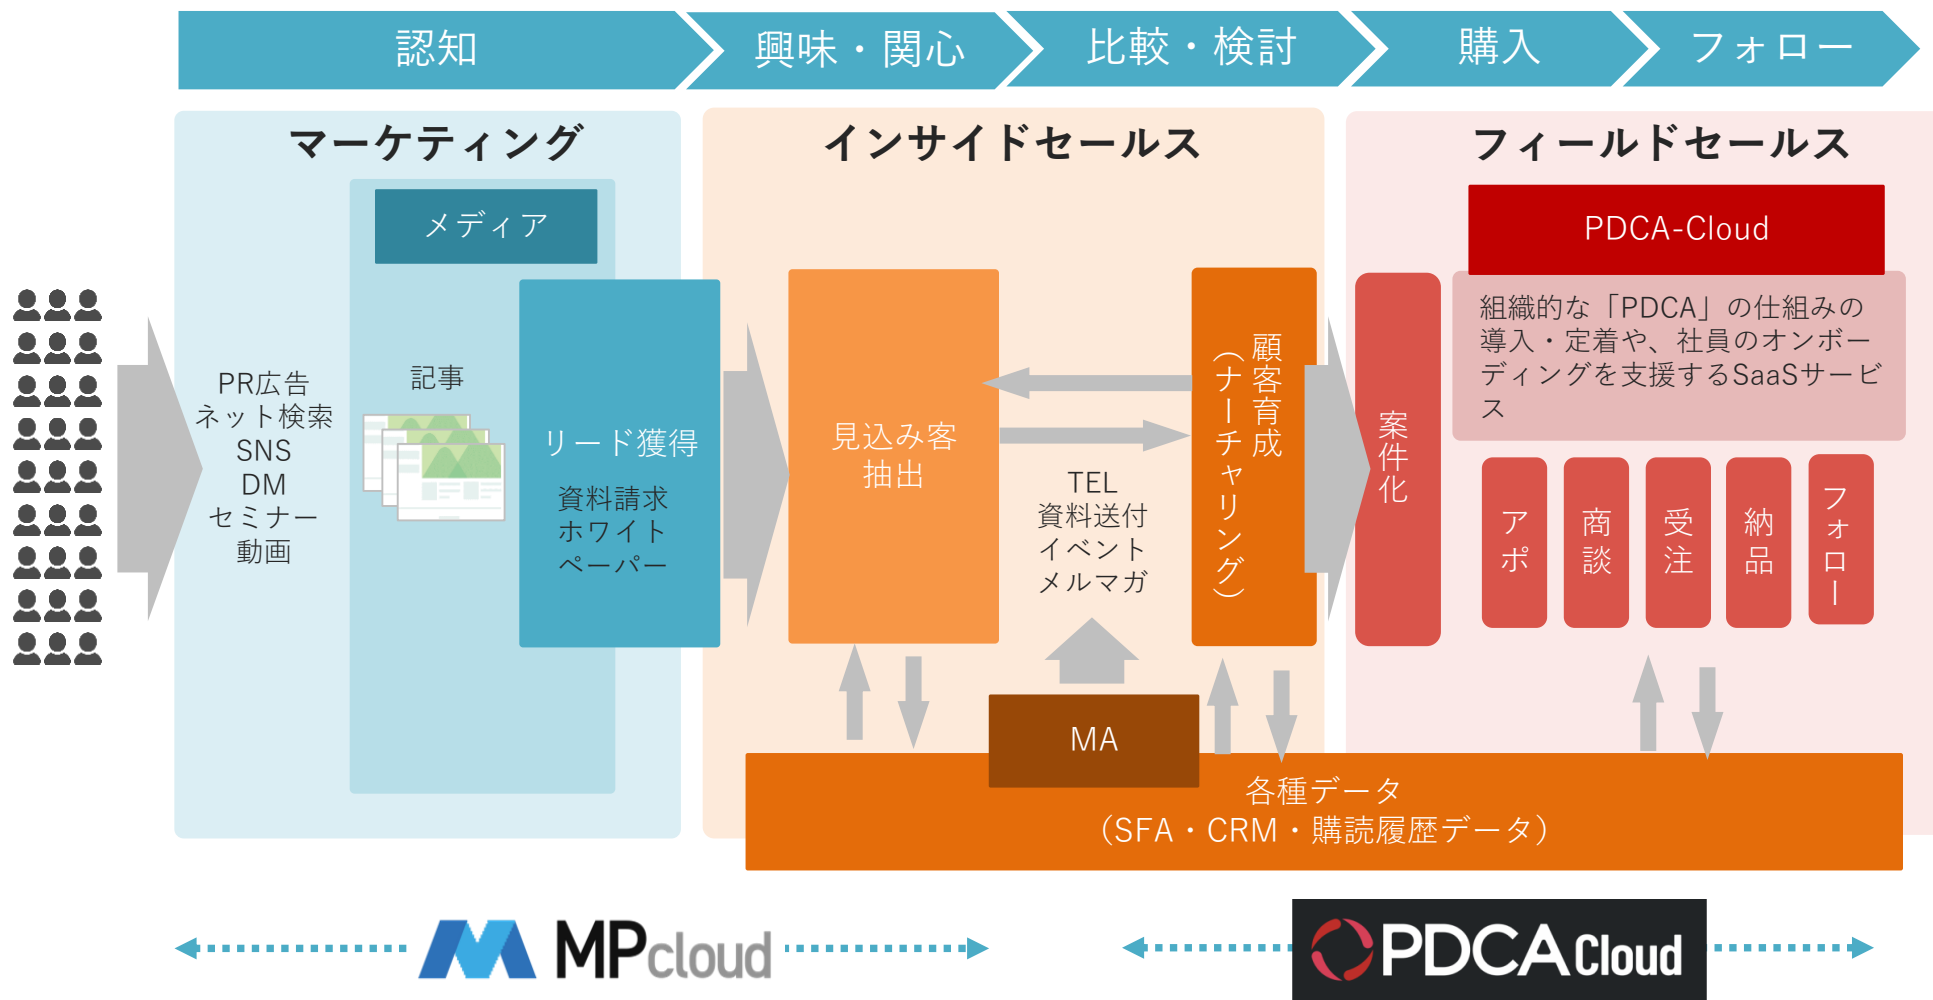 認知
興味・関心
比較・検討
購入
フォロー
マーケティング
メディア
PR広告
ネット検索
SNS
DM
セミナー
動画
記事
リード獲得
資料請求
ホワイト
ペーパー
インサイドセールス
見込み客
抽出
TEL
資料送付
イベント
メルマガ
顧客育成
（ナーチャリング）
MA
フィールドセールス
PDCA-Cloud
組織的な「PDCA」の仕組みの
導入・定着や、社員のオンボー
ディングを支援するSaaSサービ
ス
案件化
アポ
商談
受注
納品
フォロー
各種データ
（SFA・CRM・購読履歴データ）
MPcloud
PDCA Cloud